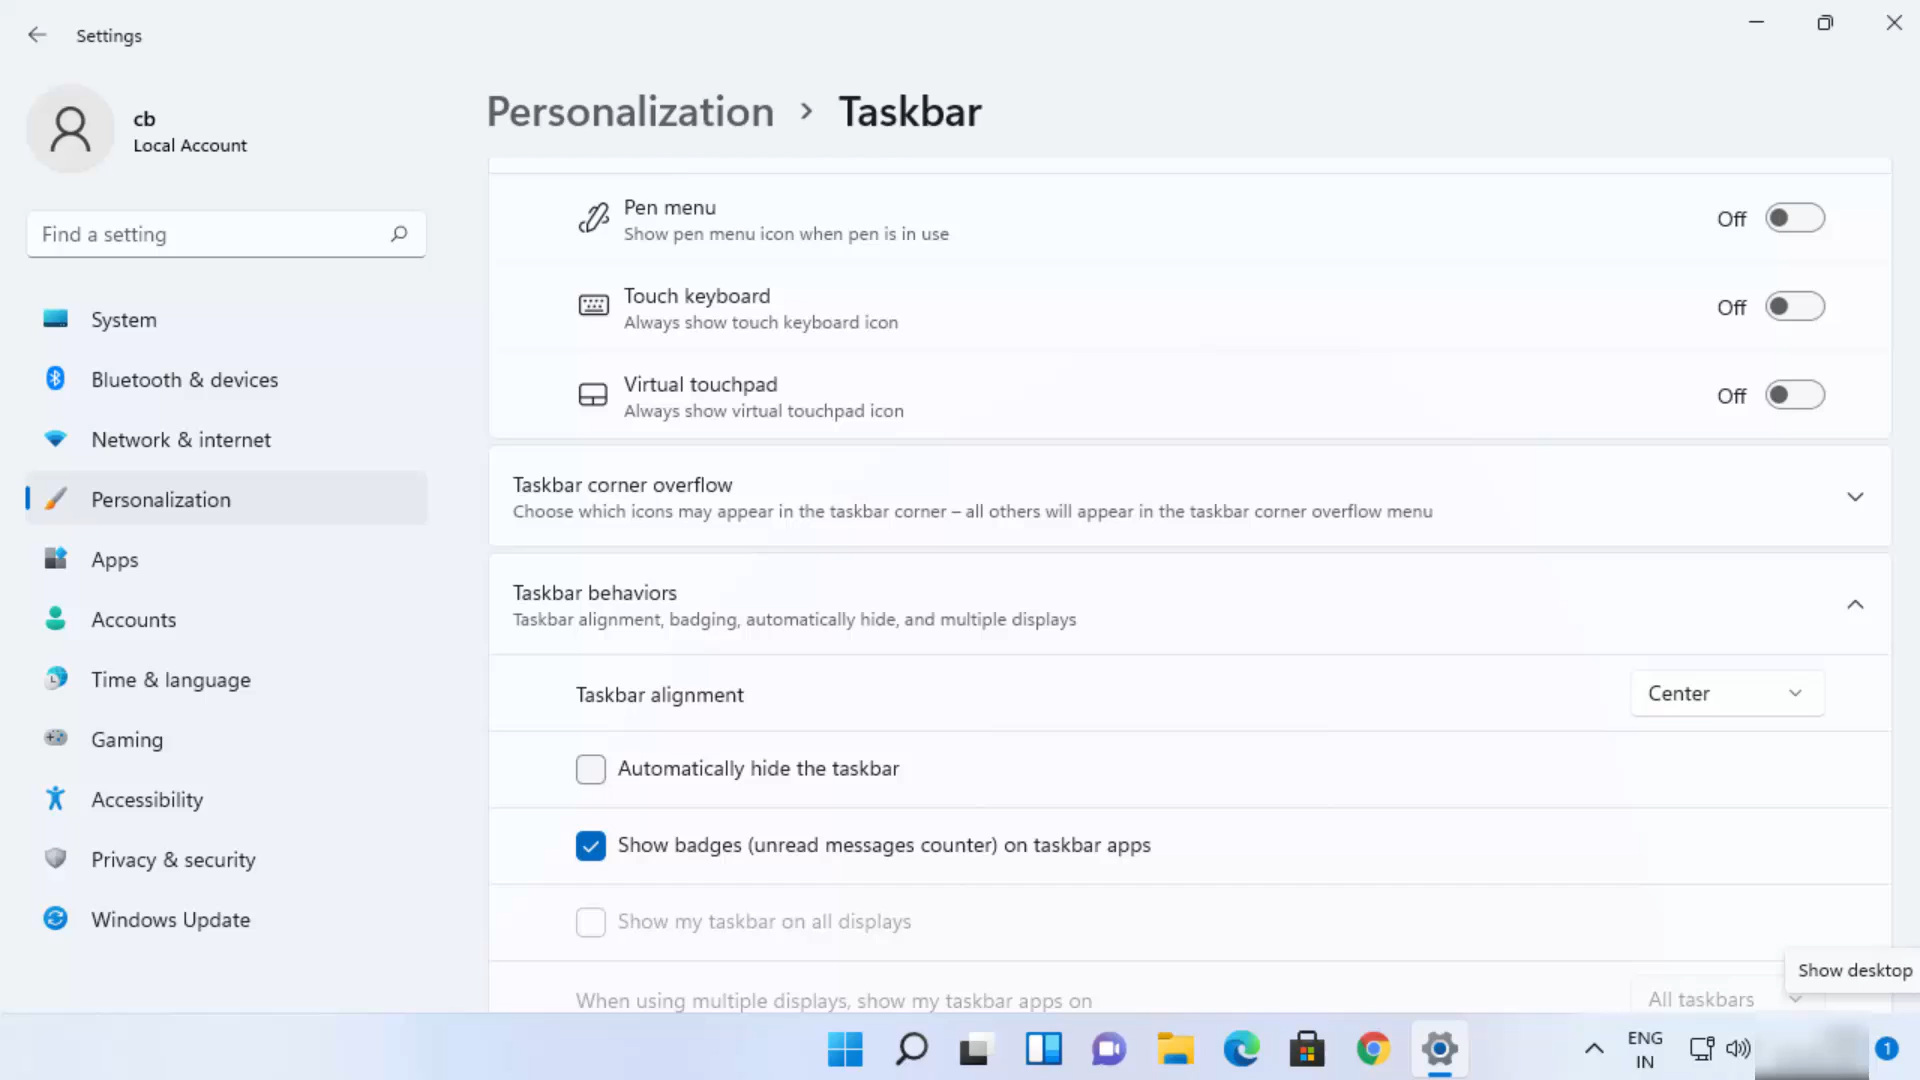 Settings
cb
Local Account
Find a setting
System
Bluetooth & devices
Network & internet
Personalization
Apps
Accounts
Time & language
Gaming
Accessibility
Privacy & security
Windows Update
Personalization > Taskbar
Pen menu
Show pen menu icon when pen is in use
Off
Touch keyboard
Always show touch keyboard icon
Off
Virtual touchpad
Always show virtual touchpad icon
Off
Taskbar corner overflow
Choose which icons may appear in the taskbar corner – all others will appear in the taskbar corner overflow menu
Taskbar behaviors
Taskbar alignment, badging, automatically hide, and multiple displays
Taskbar alignment
Center
Automatically hide the taskbar
Show badges (unread messages counter) on taskbar apps
Show my taskbar on all displays
Show desktop
When using multiple displays, show my taskbar apps on
All taskbars
ENG
IN
1